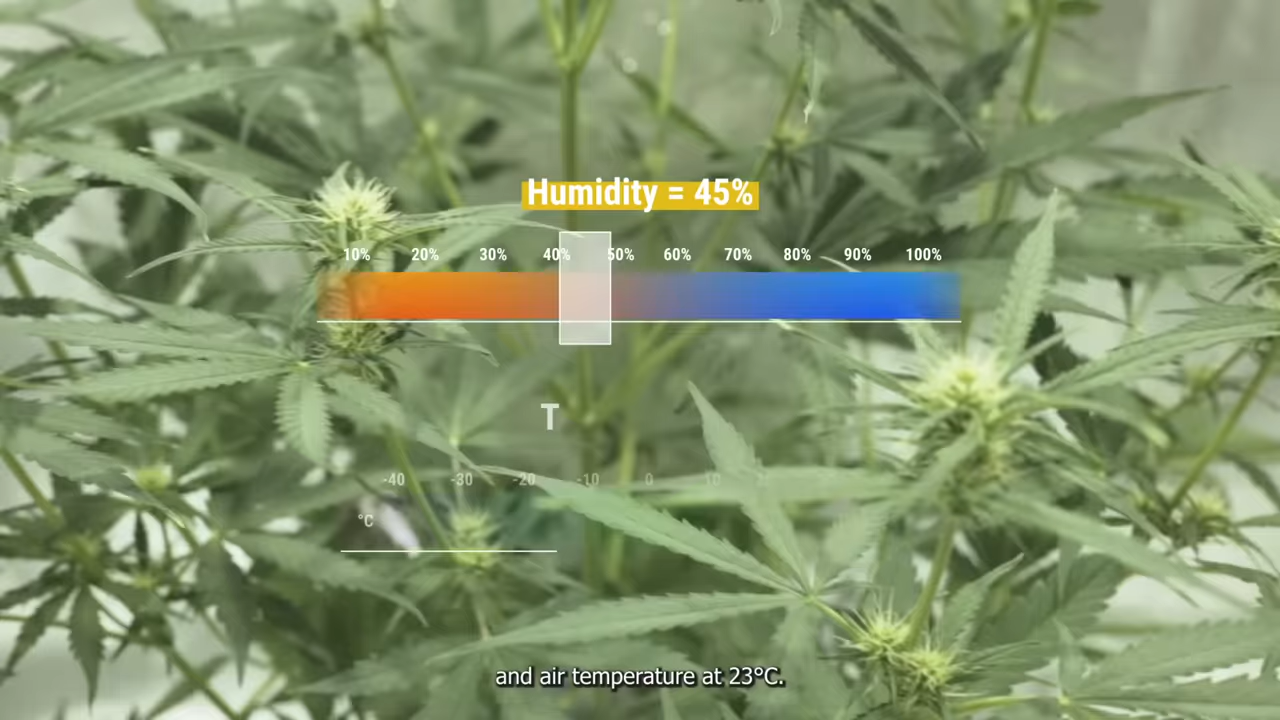 Humidity = 45%
10% 20% 30% 40% 50% 60% 70% 80% 90% 100%
T
-40 -30 -20 -10 0 10
°C
and air temperature at 23°C.